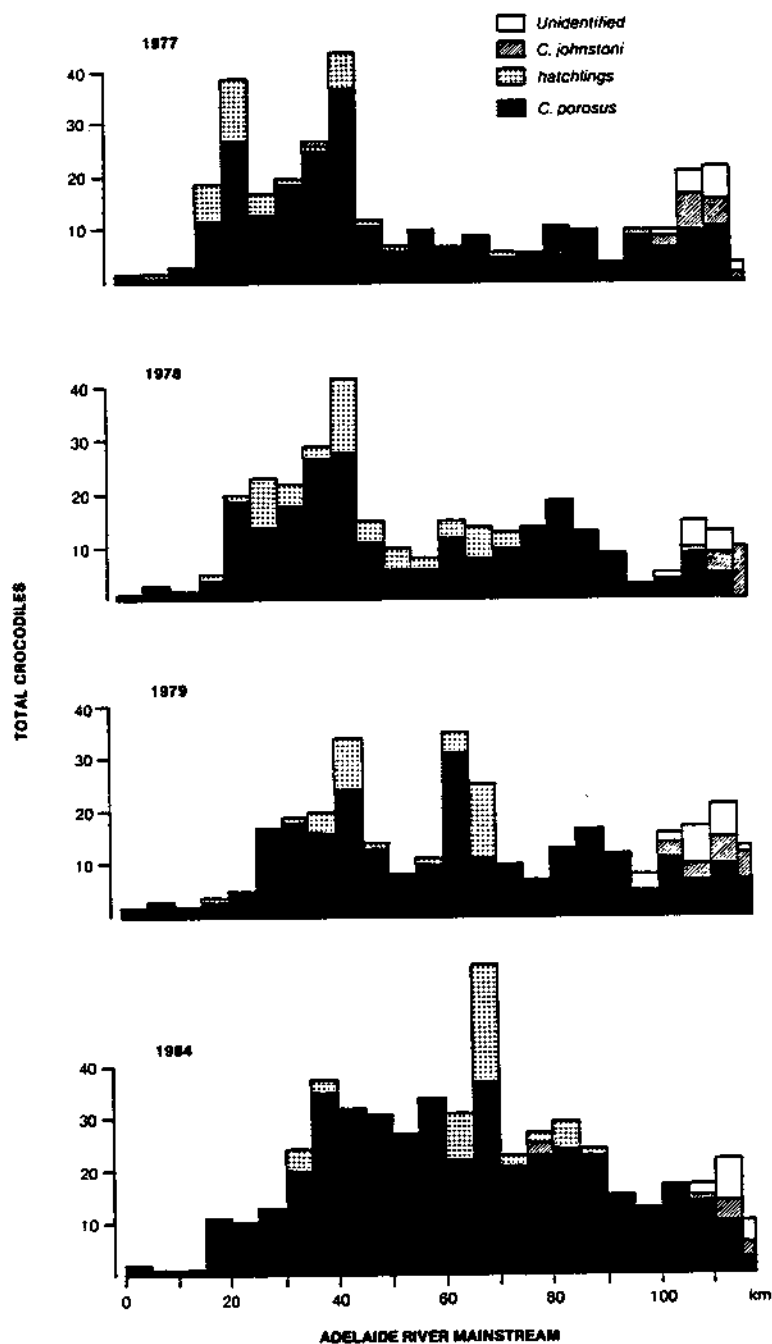 Unidentified
C. johnstoni
hatchlings
C. porosus
1977
40
30
20
10
1978
40
30
20
10
TOTAL CROCODILES
1979
40
30
20
10
1984
40
30
20
10
0 20 40 60 80 100 km
ADELAIDE RIVER MAINSTREAM